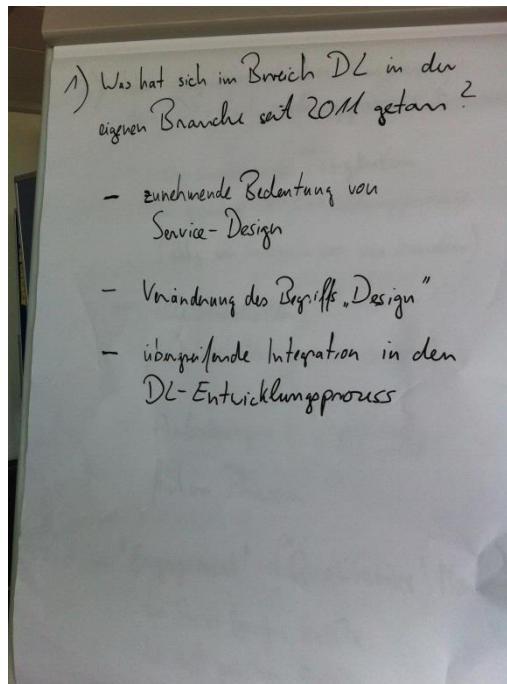 1) Was hat sich im Bereich DL in der
eigenen Branche seit 2011 getan?
- zunehmende Bedeutung von
Service-Design
- Veränderung des Begriffs „Design"
- übergreifende Integration in den
DL-Entwicklungsprozess